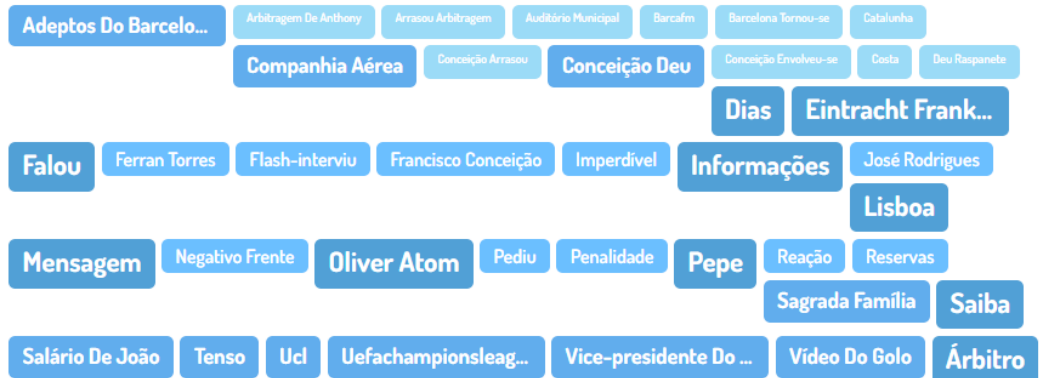 Adeptos Do Barcelo... Arbitragem De Anthony Arrasou Arbitragem Auditório Municipal Barcafm Barcelona Tornou-se Catalunha
Companhia Aérea Conceição Arrasou Conceição Deu Conceição Envolveu-se Costa Deu Raspanete
Dias Eintracht Frank...
Falou Ferran Torres Flash-interviu Francisco Conceição Imperdível Informações José Rodrigues
Lisboa
Mensagem Negativo Frente Oliver Atom Pediu Penalidade Pepe Reação Reservas
Sagrada Família Saiba
Salário De João Tenso Ucl Uefachampionsleag... Vice-presidente Do ... Vídeo Do Golo Árbitro